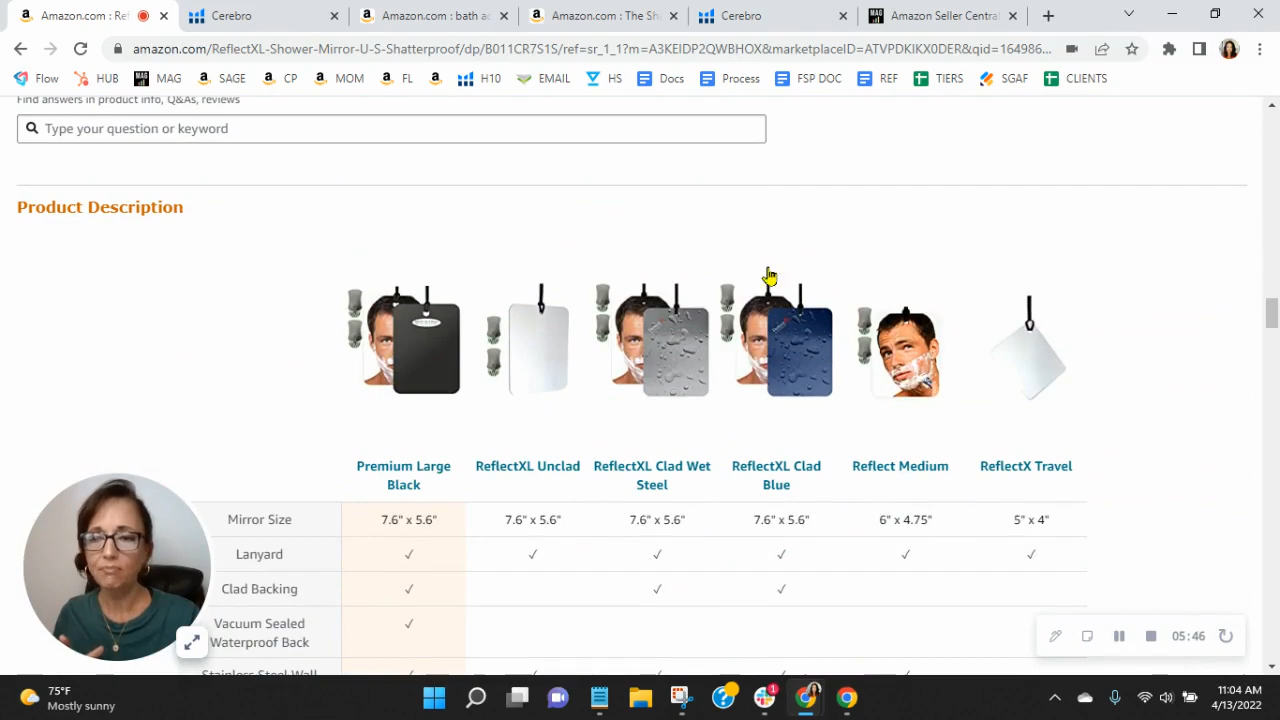 Amazon.com: Ref
Cerebro
Amazon.com : bath ac
Amazon.com : The Sh
Cerebro
Amazon Seller Centra
amazon.com/ReflectXL-Shower-Mirror-U-S-Shatterproof/dp/B011CR7S1S/ref=sr_1_1?m=A3KEIDP2QWBHOX&marketplaceID=ATVPDKIKX0DER&qid=164986...
Flow
HUB
MAG
SAGE
CP
MOM
FL
H10
EMAIL
HS
Docs
Process
FSP DOC
REF
TIERS
SGAF
CLIENTS
Find answers in product info, Q&As, reviews
Type your question or keyword
Product Description
Premium Large
Black
ReflectXL Unclad
ReflectXL Clad Wet
Steel
ReflectXL Clad
Blue
Reflect Medium
ReflectX Travel
Mirror Size 7.6" x 5.6" 7.6" x 5.6" 7.6" x 5.6" 7.6" x 5.6" 6" x 4.75" 5" x 4"
Lanyard ✓ ✓ ✓ ✓ ✓ ✓
Clad Backing ✓ ✓ ✓
Vacuum Sealed
Waterproof Back ✓
Stainless Steel Wall
05:46
75°F
Mostly sunny
1
11:04 AM
4/13/2022